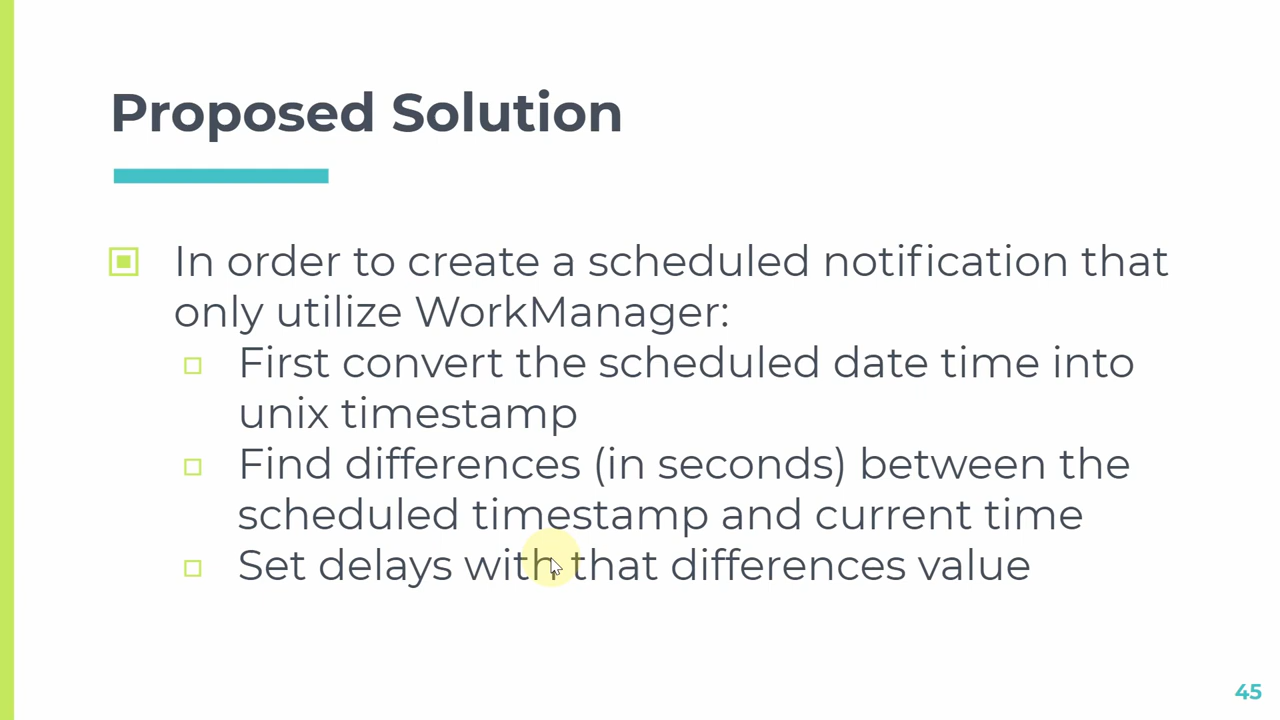 Proposed Solution
In order to create a scheduled notification that
only utilize WorkManager:
First convert the scheduled date time into
unix timestamp
Find differences (in seconds) between the
scheduled timestamp and current time
Set delays with that differences value
45